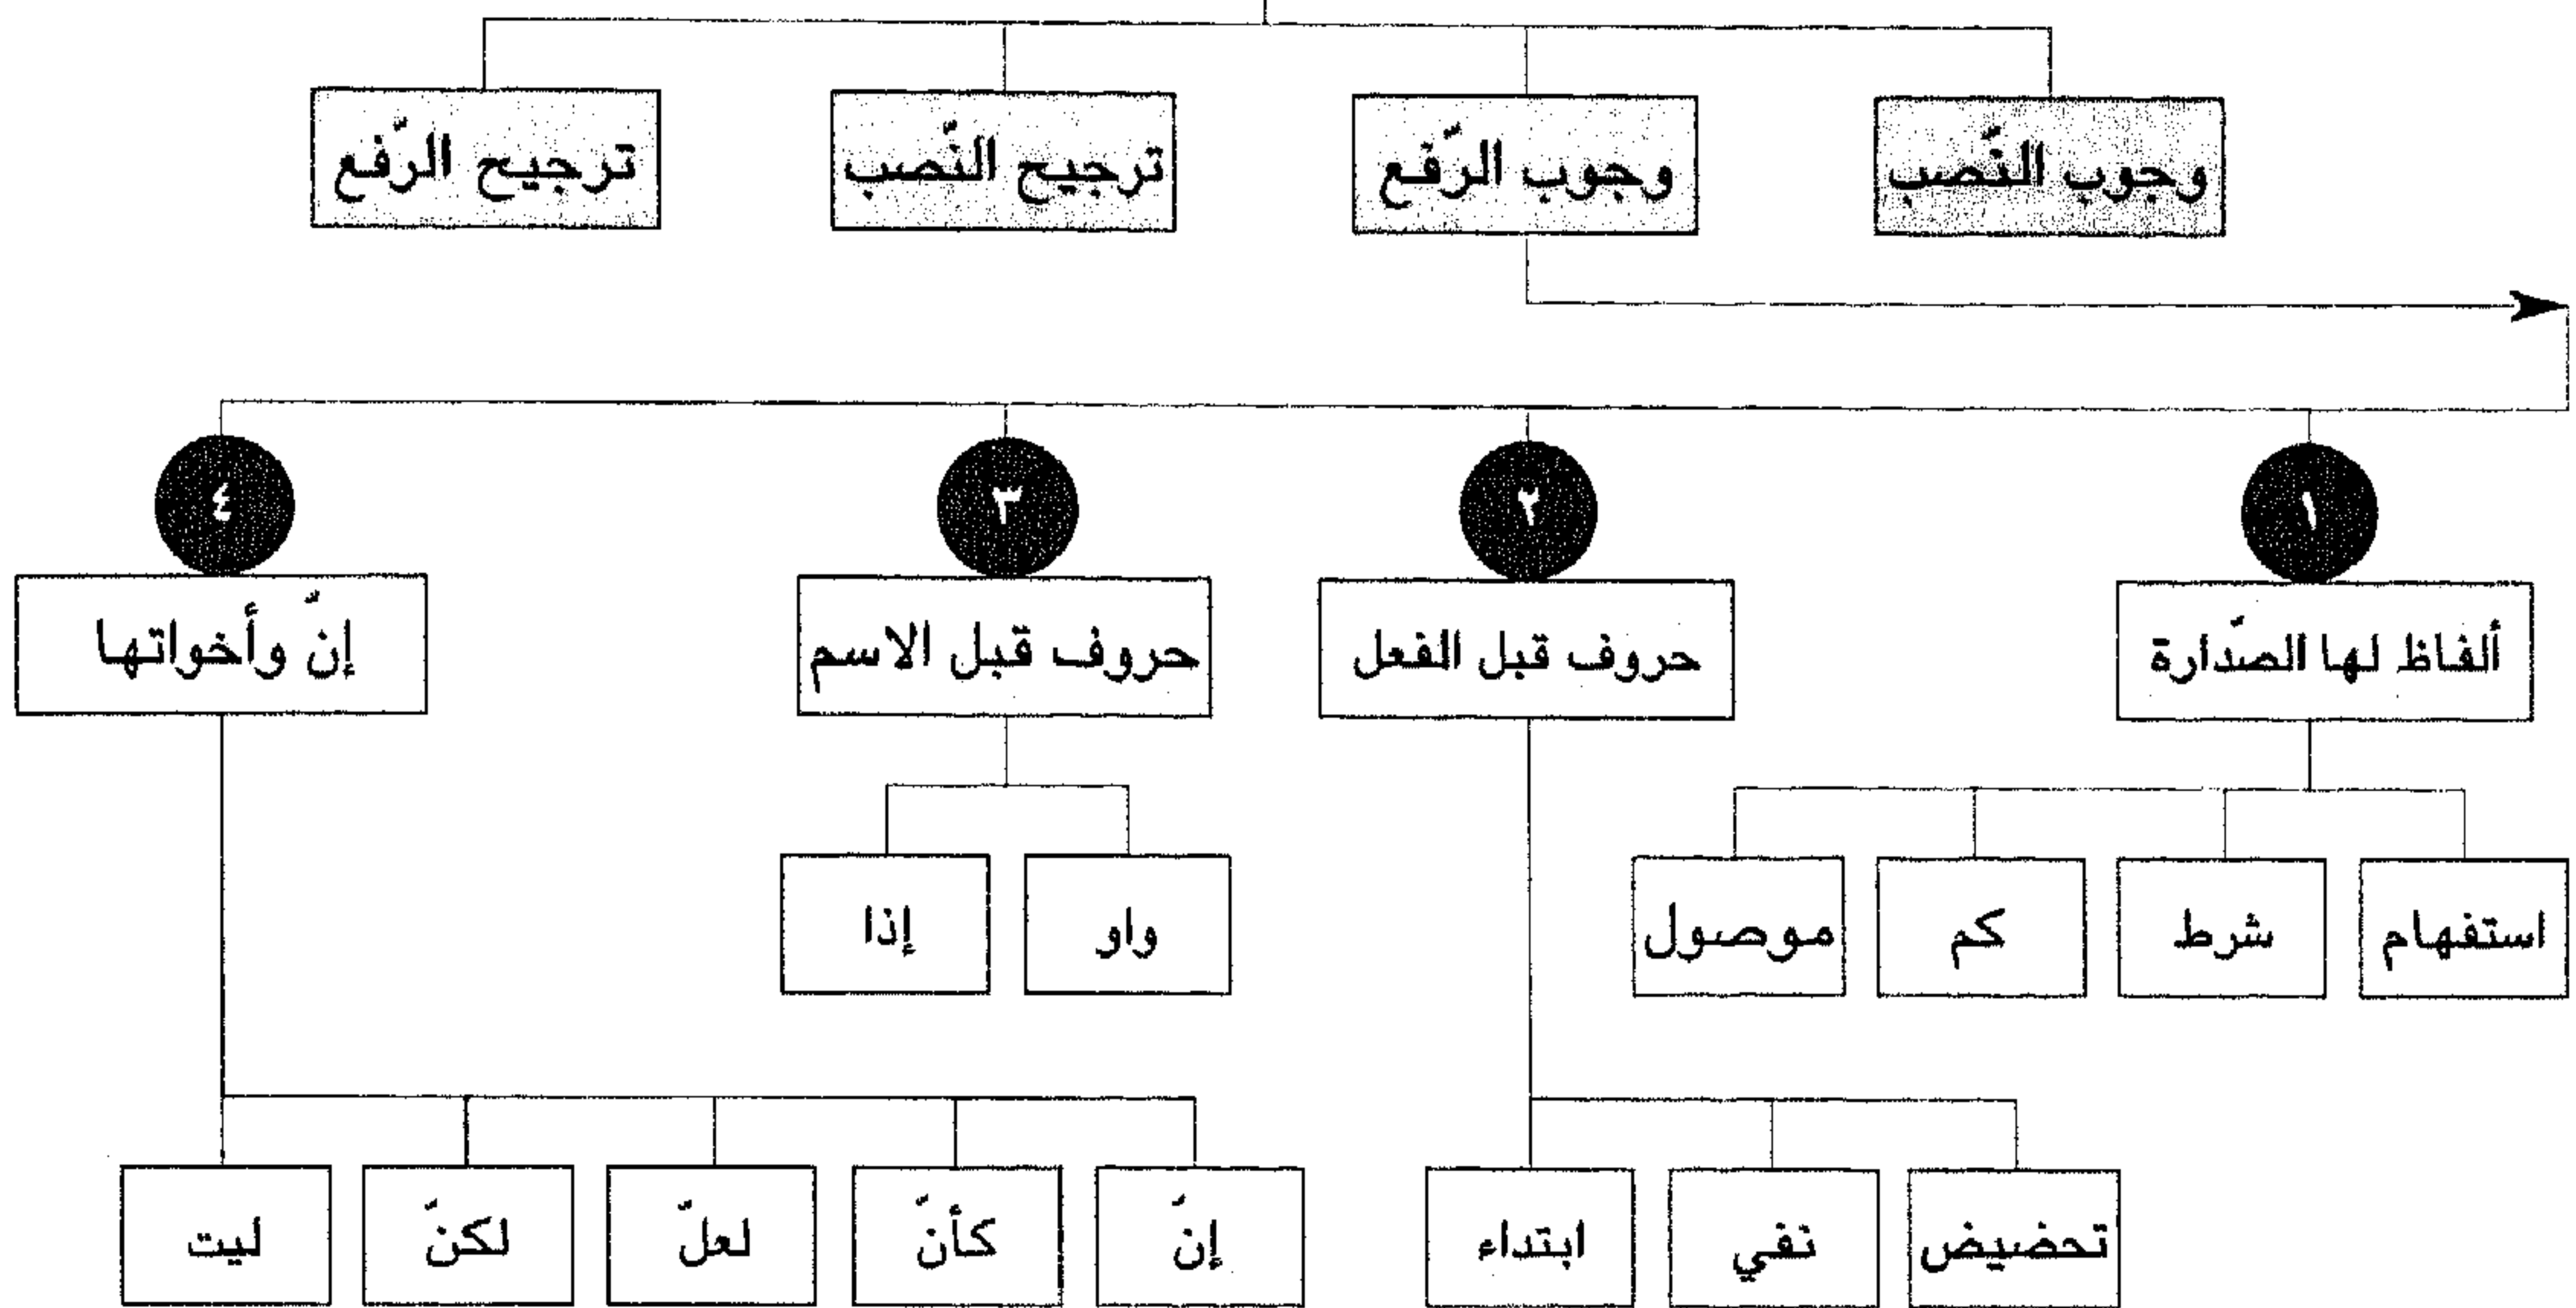 وجوب النّصب
وجوب الرّفع
ترجيح النّصب
ترجيح الرّفع
١
٢
٣
٤
ألفاظ لها الصّدارة
حروف قبل الفعل
حروف قبل الاسم
إنّ وأخواتها
استفهام
شرط
كم
موصول
واو
إذا
تحضيض
نفي
ابتداء
إنّ
كأنّ
لعلّ
لكنّ
ليت